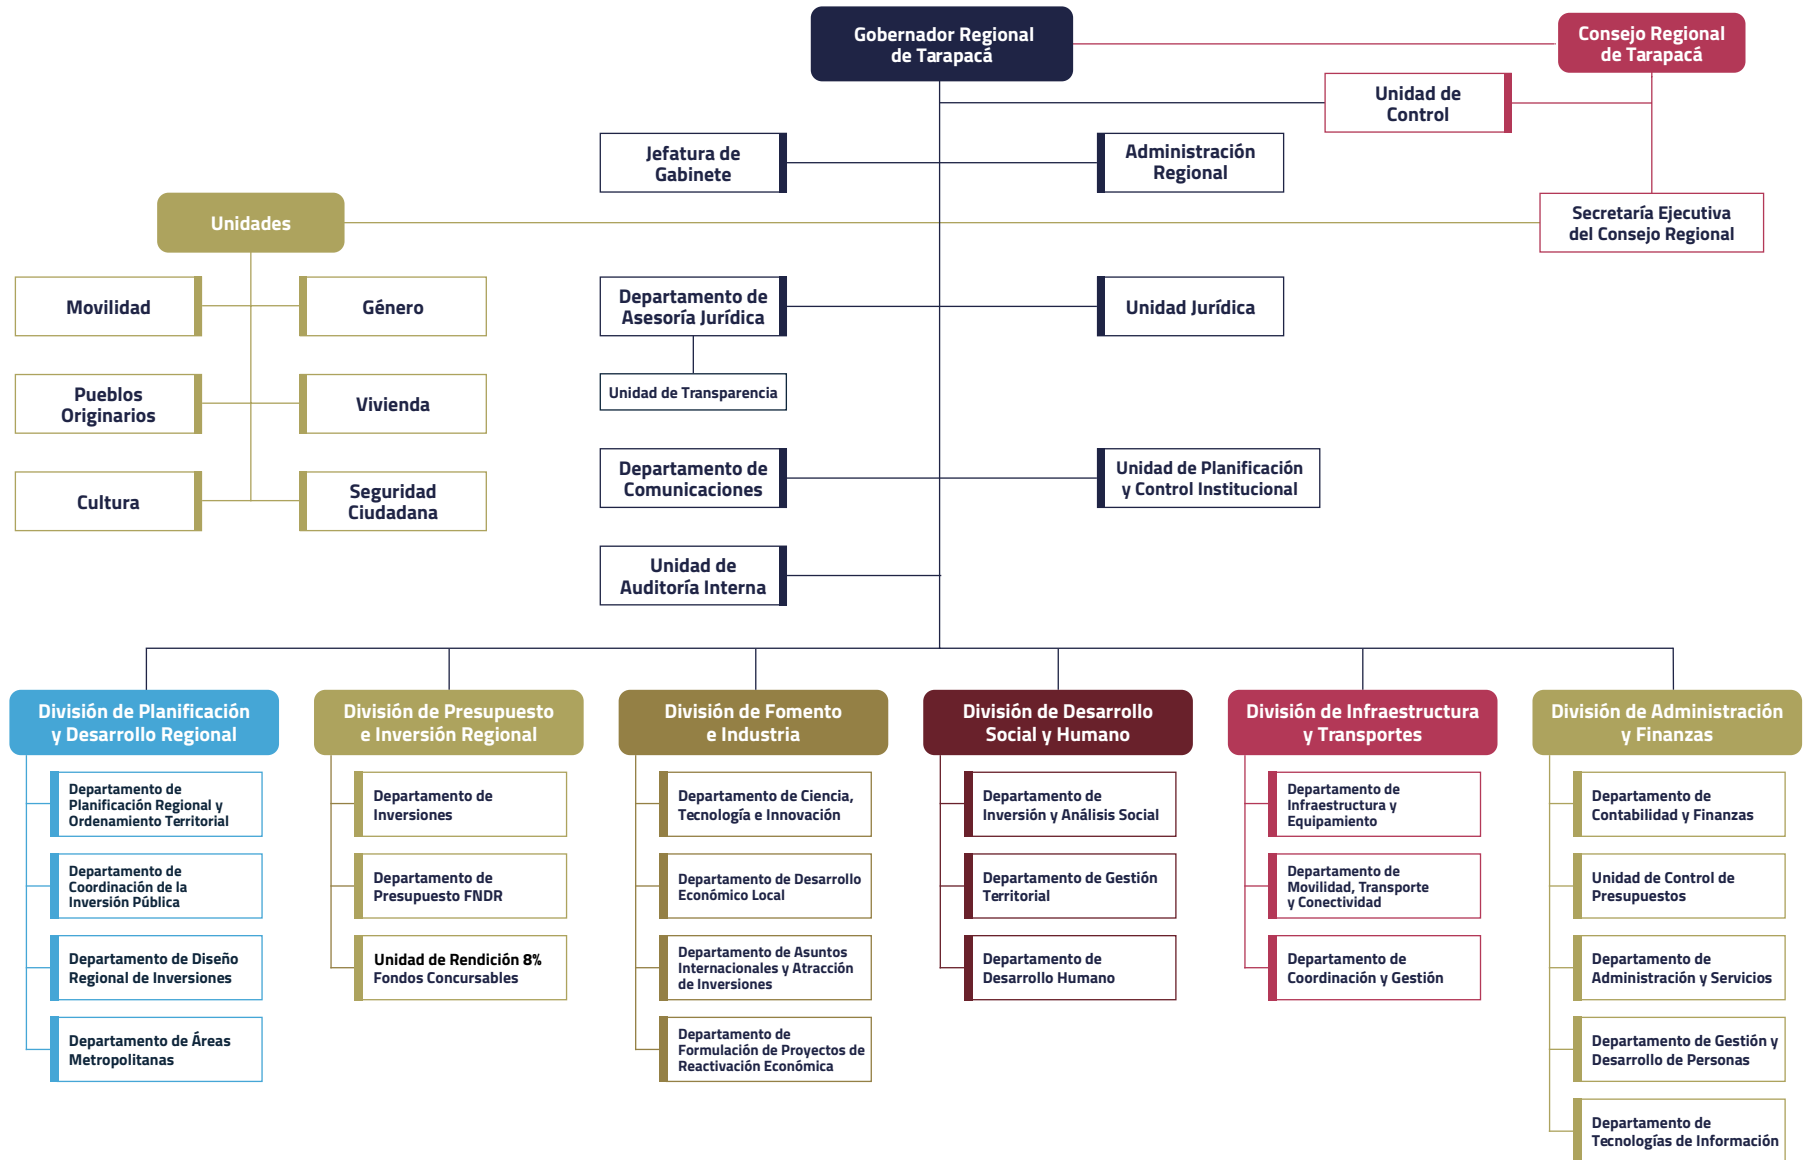 Gobernador Regional
de Tarapacá
Consejo Regional
de Tarapacá
Unidad de
Control
Jefatura de
Gabinete
Administración
Regional
Unidades
Secretaría Ejecutiva
del Consejo Regional
Movilidad
Género
Departamento de
Asesoría Jurídica
Unidad Jurídica
Pueblos
Originarios
Vivienda
Unidad de Transparencia
Cultura
Seguridad
Ciudadana
Departamento de
Comunicaciones
Unidad de Planificación
y Control Institucional
Unidad de
Auditoría Interna
División de Planificación
y Desarrollo Regional
Departamento de
Planificación Regional y
Ordenamiento Territorial
Departamento de
Coordinación de la
Inversión Pública
Departamento de Diseño
Regional de Inversiones
Departamento de Áreas
Metropolitanas
División de Presupuesto
e Inversión Regional
Departamento de
Inversiones
Departamento de
Presupuesto FNDR
Unidad de Rendición 8%
Fondos Concursables
División de Fomento
e Industria
Departamento de Ciencia,
Tecnología e Innovación
Departamento de Desarrollo
Económico Local
Departamento de Asuntos
Internacionales y Atracción
de Inversiones
Departamento de
Formulación de Proyectos de
Reactivación Económica
División de Desarrollo
Social y Humano
Departamento de
Inversión y Análisis Social
Departamento de Gestión
Territorial
Departamento de
Desarrollo Humano
División de Infraestructura
y Transportes
Departamento de
Infraestructura y
Equipamiento
Departamento de
Movilidad, Transporte
y Conectividad
Departamento de
Coordinación y Gestión
División de Administración
y Finanzas
Departamento de
Contabilidad y Finanzas
Unidad de Control de
Presupuestos
Departamento de
Administración y Servicios
Departamento de Gestión y
Desarrollo de Personas
Departamento de
Tecnologías de Información